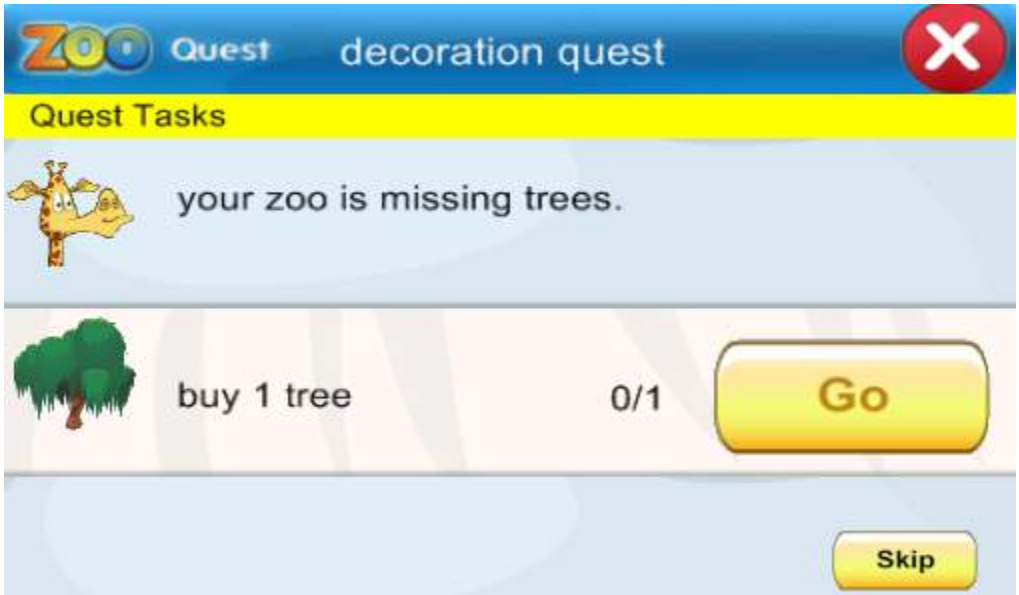 ZOO Quest decoration quest
Quest Tasks
your zoo is missing trees.
buy 1 tree 0/1 Go
Skip